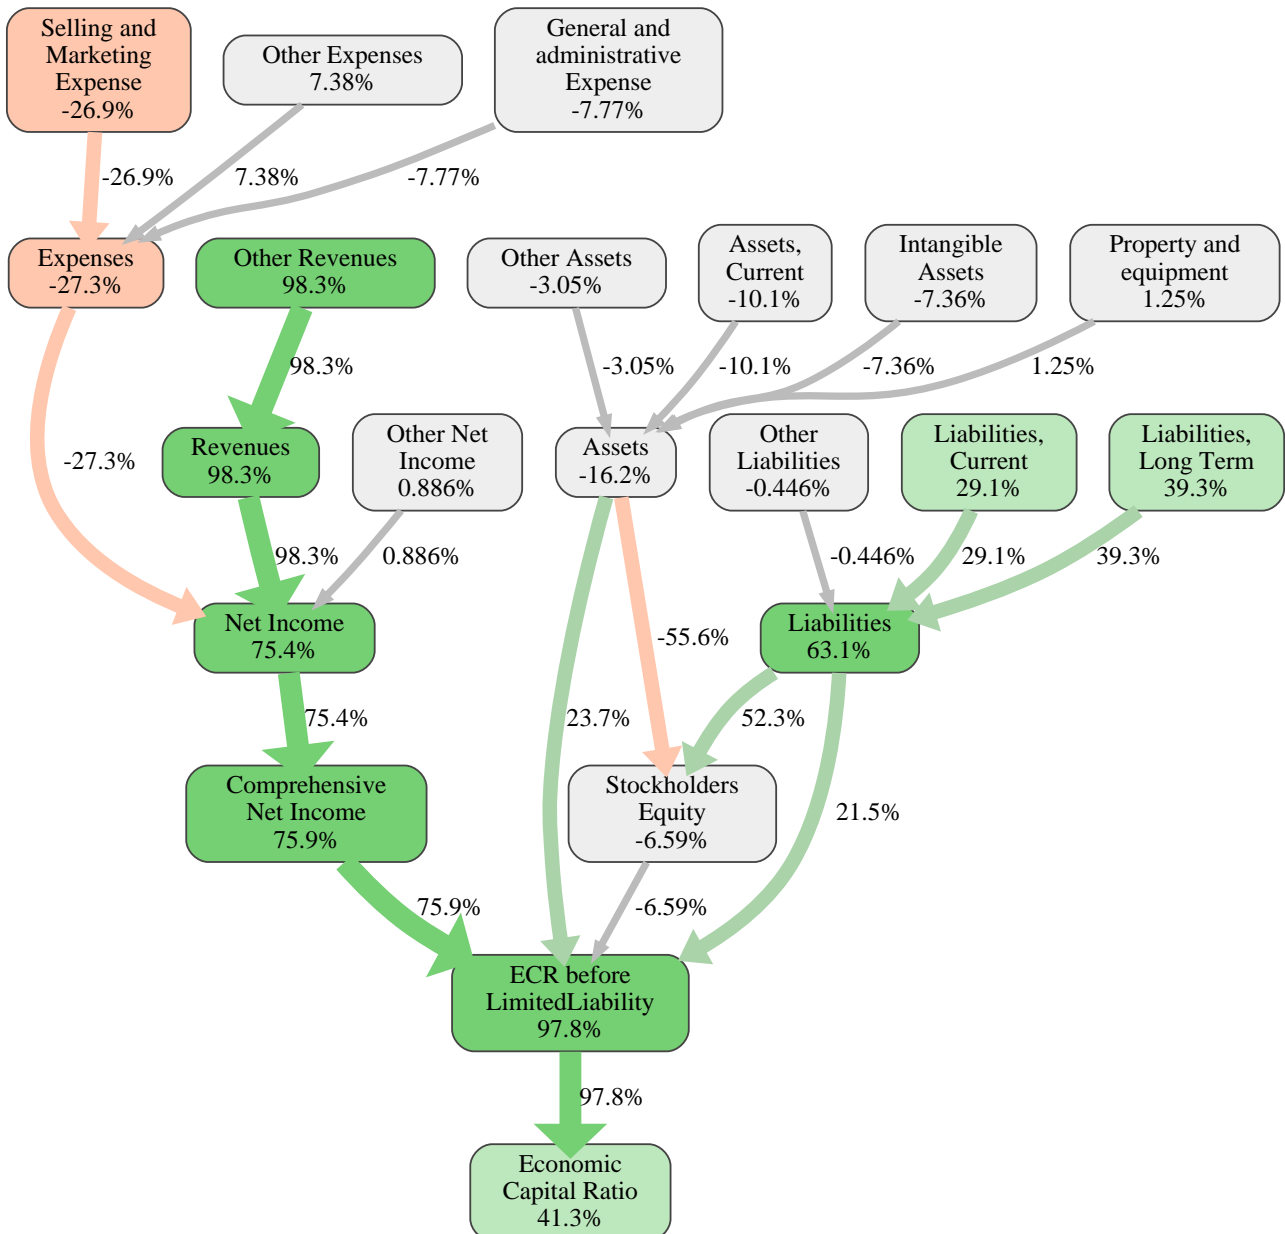 Selling and
Marketing
Expense
-26.9%
Other Expenses
7.38%
General and
administrative
Expense
-7.77%
-26.9%
7.38%
-7.77%
Expenses
-27.3%
Other Revenues
98.3%
Other Assets
-3.05%
Assets,
Current
-10.1%
Intangible
Assets
-7.36%
Property and
equipment
1.25%
98.3%
-3.05%
-10.1%
-7.36%
1.25%
-27.3%
Revenues
98.3%
Other Net
Income
0.886%
Assets
-16.2%
Other
Liabilities
-0.446%
Liabilities,
Current
29.1%
Liabilities,
Long Term
39.3%
98.3%
0.886%
-0.446%
29.1%
39.3%
Net Income
75.4%
-55.6%
Liabilities
63.1%
75.4%
23.7%
52.3%
Comprehensive
Net Income
75.9%
Stockholders
Equity
-6.59%
21.5%
75.9%
-6.59%
ECR before
LimitedLiability
97.8%
97.8%
Economic
Capital Ratio
41.3%